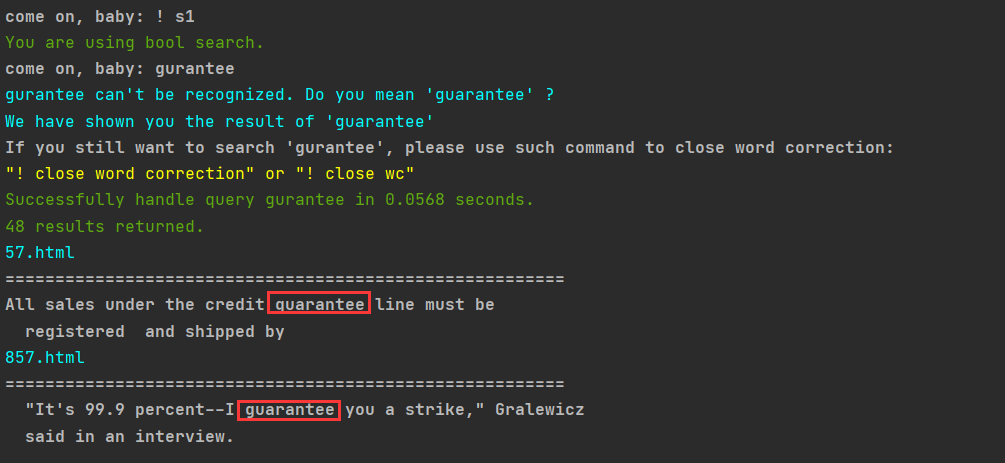 come on, baby: ! s1
You are using bool search.
come on, baby: gurantee
gurantee can't be recognized. Do you mean 'guarantee' ?
We have shown you the result of 'guarantee'
If you still want to search 'gurantee', please use such command to close word correction:
"! close word correction" or "! close wc"
Successfully handle query gurantee in 0.0568 seconds.
48 results returned.
57.html
========================================================
All sales under the credit guarantee line must be
registered  and shipped by
857.html
========================================================
"It's 99.9 percent--I guarantee you a strike," Gralewicz
said in an interview.